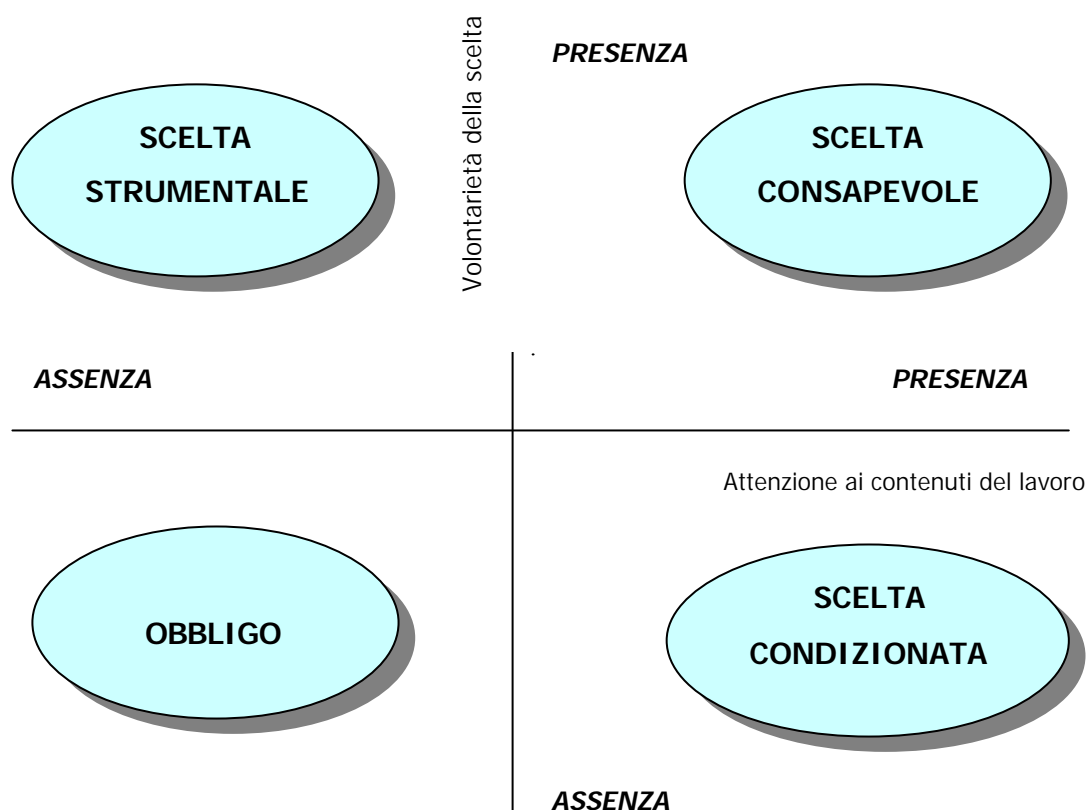 Volontarietà della scelta
PRESENZA
SCELTA
STRUMENTALE
SCELTA
CONSAPEVOLE
ASSENZA
PRESENZA
Attenzione ai contenuti del lavoro
OBBLIGO
SCELTA
CONDIZIONATA
ASSENZA